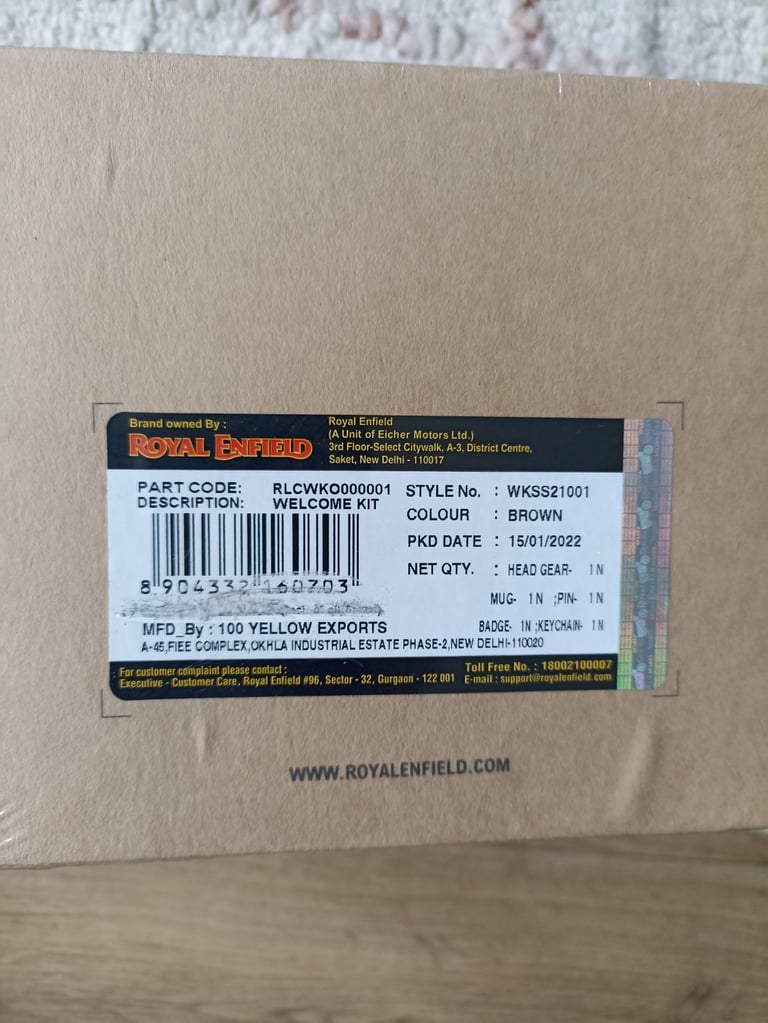 Brand owned By :
ROYAL ENFIELD
Royal Enfield
(A Unit of Eicher Motors Ltd.)
3rd Floor-Select Citywalk, A-3, District Centre,
Saket, New Delhi - 110017
PART CODE: RLCWKO000001
DESCRIPTION: WELCOME KIT
8 904332 160703
MFD_By : 100 YELLOW EXPORTS
STYLE No. : WKSS21001
COLOUR : BROWN
PKD DATE : 15/01/2022
NET QTY. : HEAD GEAR- 1N
MUG- 1N ;PIN- 1N
BADGE- 1N ;KEYCHAIN- 1N
A-45,FIEE COMPLEX,OKHLA INDUSTRIAL ESTATE PHASE-2,NEW DELHI-110020
For customer complaint please contact :
Executive - Customer Care, Royal Enfield #96, Sector - 32, Gurgaon - 122 001
Toll Free No. : 18002100007
E-mail : support@royalenfield.com
WWW.ROYALENFIELD.COM